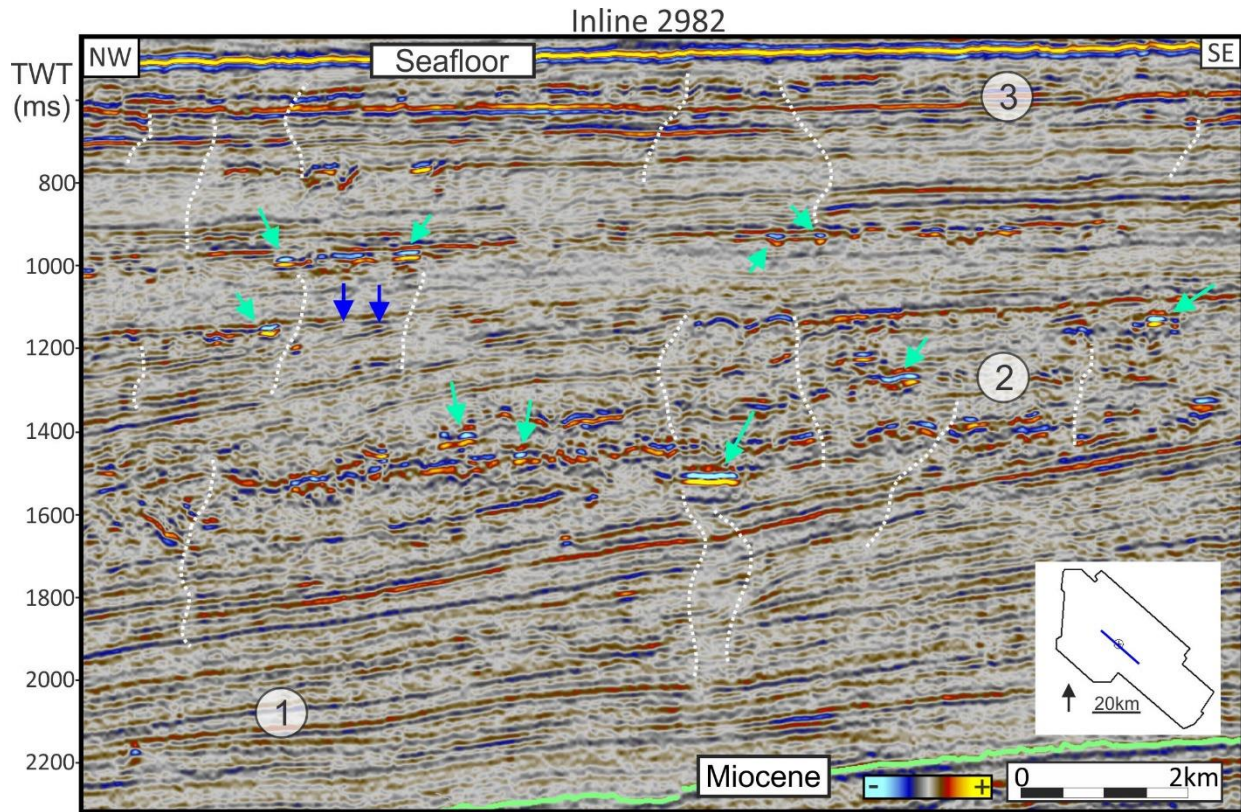 Inline 2982
NW
Seafloor
SE
TWT
(ms)
3
800
1000
1200
2
1400
1600
1800
2000
20km
1
2200
Miocene
- +
0 2km